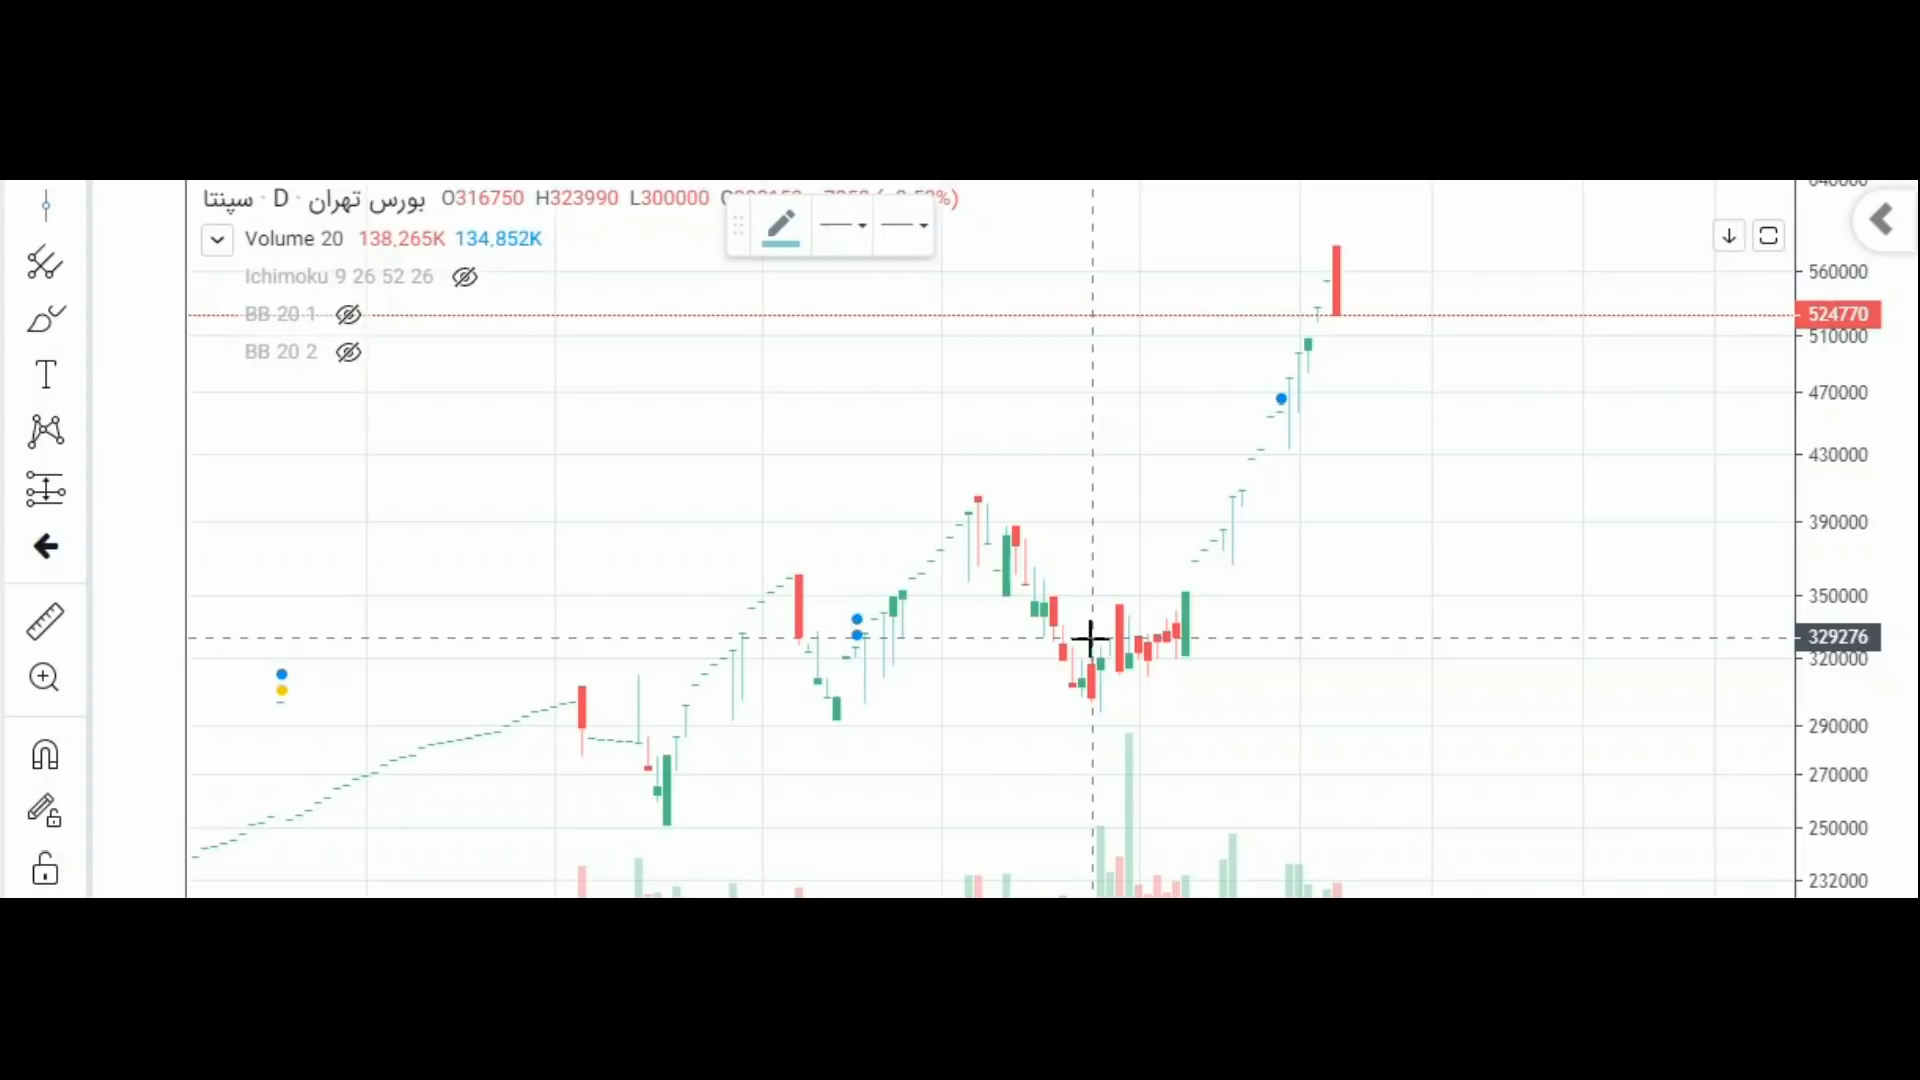 سپنتا · D · بورس تهران O316750 H323990 L300000
Volume 20 138,265K 134,852K
Ichimoku 9 26 52 26
BB 20 1
BB 20 2
T
560000
524770
510000
470000
430000
390000
350000
329276
320000
290000
270000
250000
232000